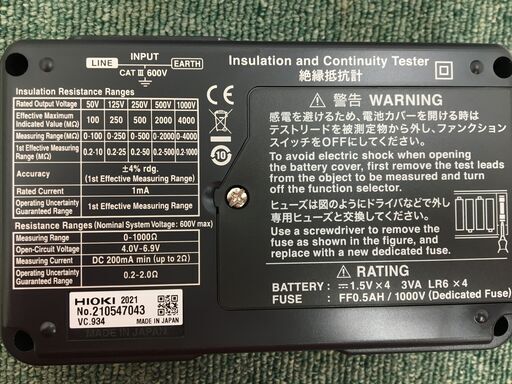 INPUT
LINE EARTH
CAT III 600V
Insulation Resistance Ranges
Rated Output Voltage 50V 125V 250V 500V 1000V
Effective Maximum Indicated Value (MΩ) 100 250 500 2000 4000
Measuring Range (MΩ) 0-100 0-250 0-500 0-2000 0-4000
1st Effective Measuring Range (MΩ) 0.2-10 0.2-25 0.2-50 0.2-500 0.2-1000
Accuracy ±4% rdg.
(1st Effective Measuring Range)
Rated Current 1mA
Operating Uncertainty Guaranteed Range 1st Effective Measuring Range
Resistance Ranges (Nominal System Voltage: 600V max)
Measuring Range 0-1000Ω
Open-Circuit Voltage 4.0V-6.9V
Measuring Current DC 200mA min (up to 2Ω)
Operating Uncertainty Guaranteed Range 0.2-2.0Ω
HIOKI 2021
No.210547043
VC.934 MADE IN JAPAN
MADE IN JAPAN
Insulation and Continuity Tester
絶縁抵抗計
CE
10
⚠ 警告 WARNING
感電を避けるため、電池カバーを開ける時は
テストリードを被測定物から外し、ファンクション
スイッチをOFFにしてください。
To avoid electric shock when opening
the battery cover, first remove the test leads
from the object to be measured and turn
off the function selector.
ヒューズは図のようにドライバなどで外し
専用ヒューズと交換してください。
Use a screwdriver to remove the
fuse as shown in the figure, and
replace with a new dedicated fuse.
⚠ RATING
BATTERY : ⎓ 1.5V × 4 3VA LR6 × 4
FUSE : FF0.5AH / 1000V (Dedicated Fuse)